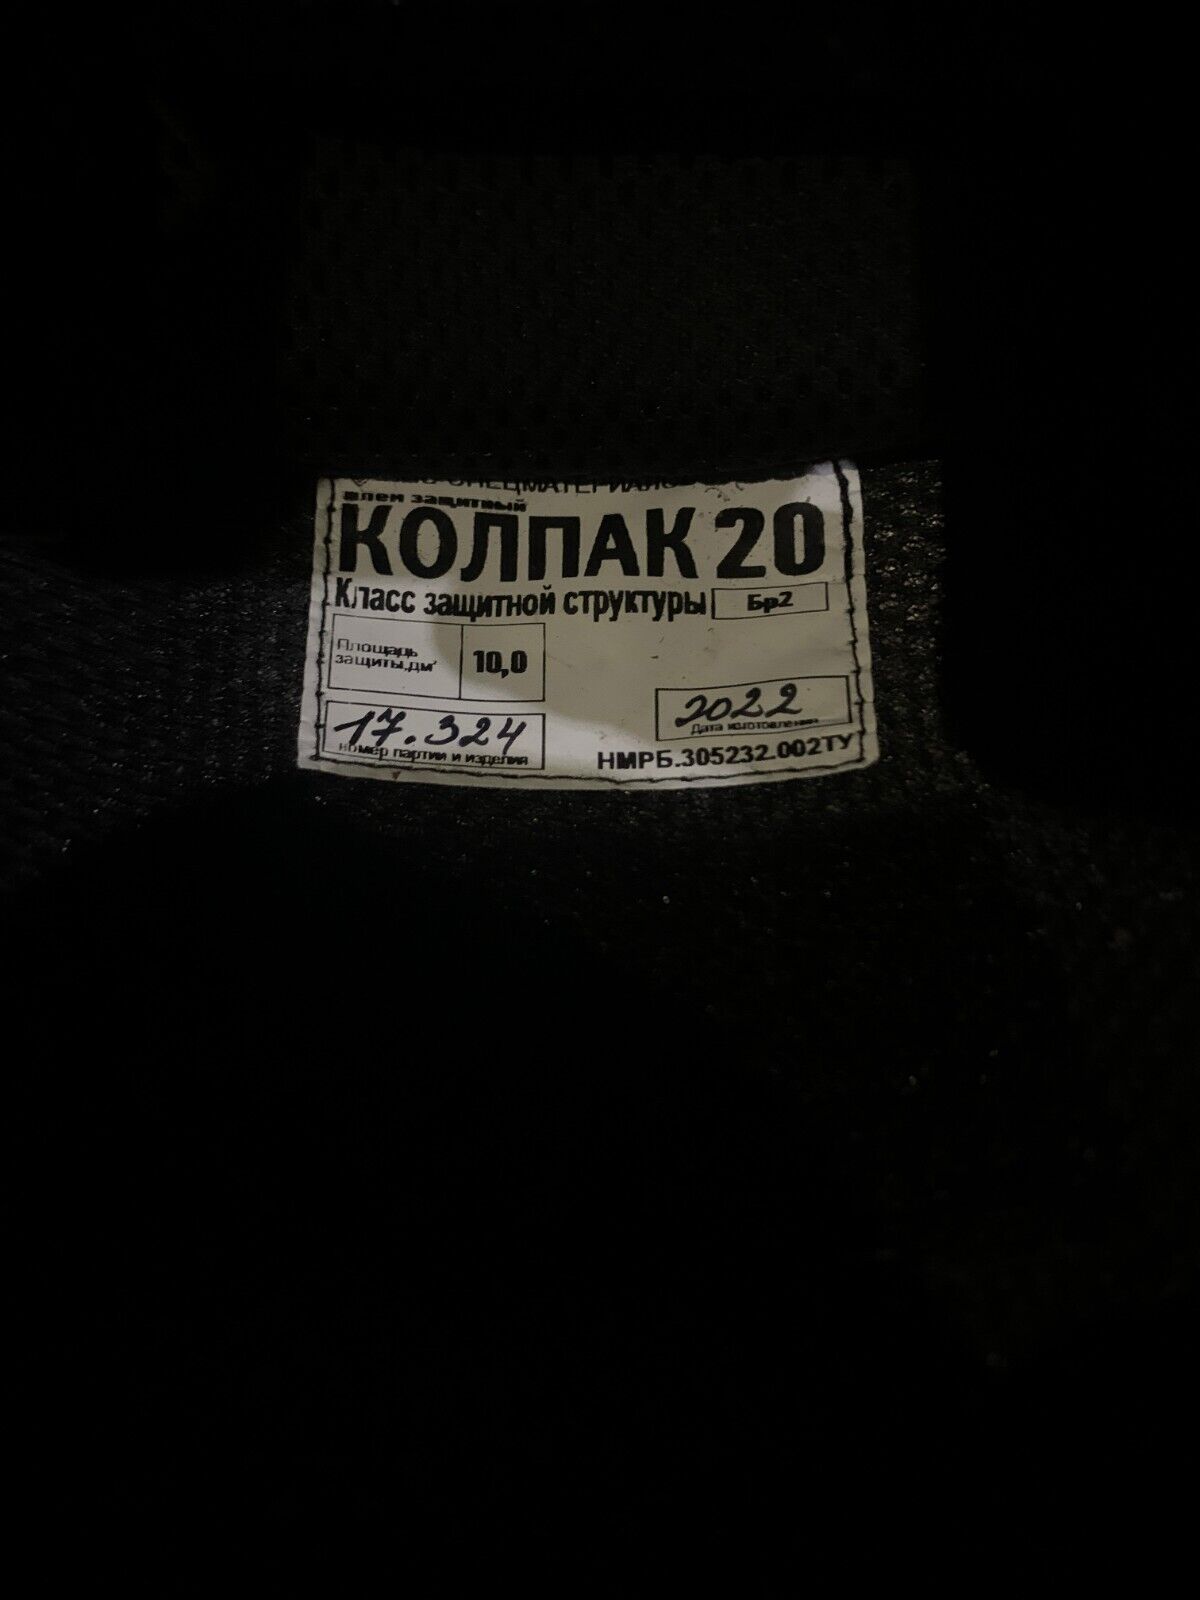 СПЕЦМАТЕРИАЛОВ
шлем защитный
КОЛПАК 20
Класс защитной структуры Бр2
Площадь защиты, дм² 10,0
17.324
номер партии и изделия
2022
Дата изготовления
НМРБ.305232.002ТУ